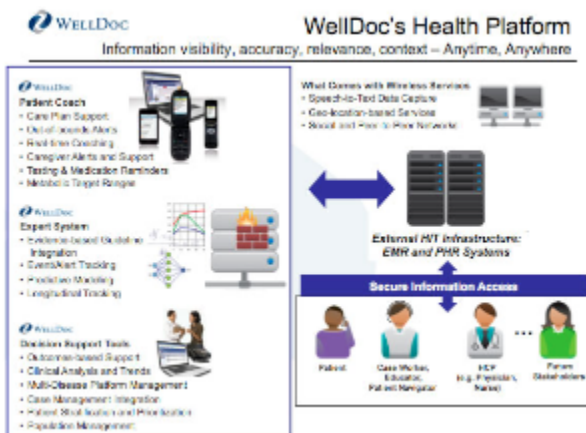 WELLDOC
WellDoc's Health Platform
Information visibility, accuracy, relevance, context – Anytime, Anywhere
WELLDOC
Patient Coach
• Care Plan Support
• Out-of-bounds Alerts
• Real-time Coaching
• Caregiver Alerts and Support
• Testing & Medication Reminders
• Metabolic Target Ranges
WELLDOC
Expert System
• Evidence-based Guideline
Integration
• Event/Alert Tracking
• Predictive Modeling
• Longitudinal Tracking
WELLDOC
Decision Support Tools
• Outcomes-based Support
• Clinical Analysis and Trends
• Multi-Disease Platform Management
• Case Management Integration
• Patient Stratification and Prioritization
• Population Management
What Comes with Wireless Services
• Speech-to-Text Data Capture
• Geo-location-based Services
• Social and Peer-to-Peer Networks
External HIT Infrastructure:
EMR and PHR Systems
Secure Information Access
Patient
Case Worker,
Educator,
Patient Navigator
HCP
(e.g. Physician,
Nurse)
...
Future
Stakeholders